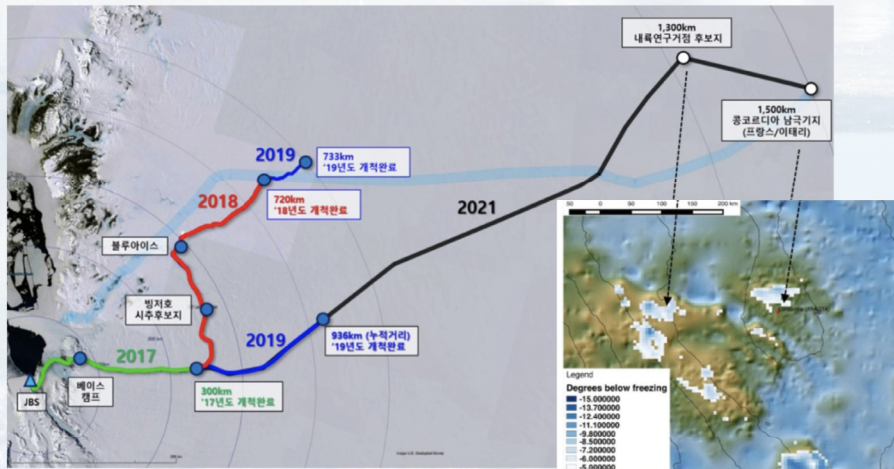 1,300km
내륙연구거점 후보지
1,500km
콩코르디아 남극기지
(프랑스/이태리)
2019
733km
'19년도 개척완료
2018
720km
'18년도 개척완료
2021
블루아이스
빙저호
시추후보지
2019
936km (누적거리)
'19년도 개척완료
2017
300km
'17년도 개척완료
베이스
캠프
JBS
50 0 50 100 150 200 km
Legend
Degrees below freezing
-15.000000
-13.700000
-12.400000
-11.100000
-9.800000
-8.500000
-7.200000
-6.000000
-5.000000